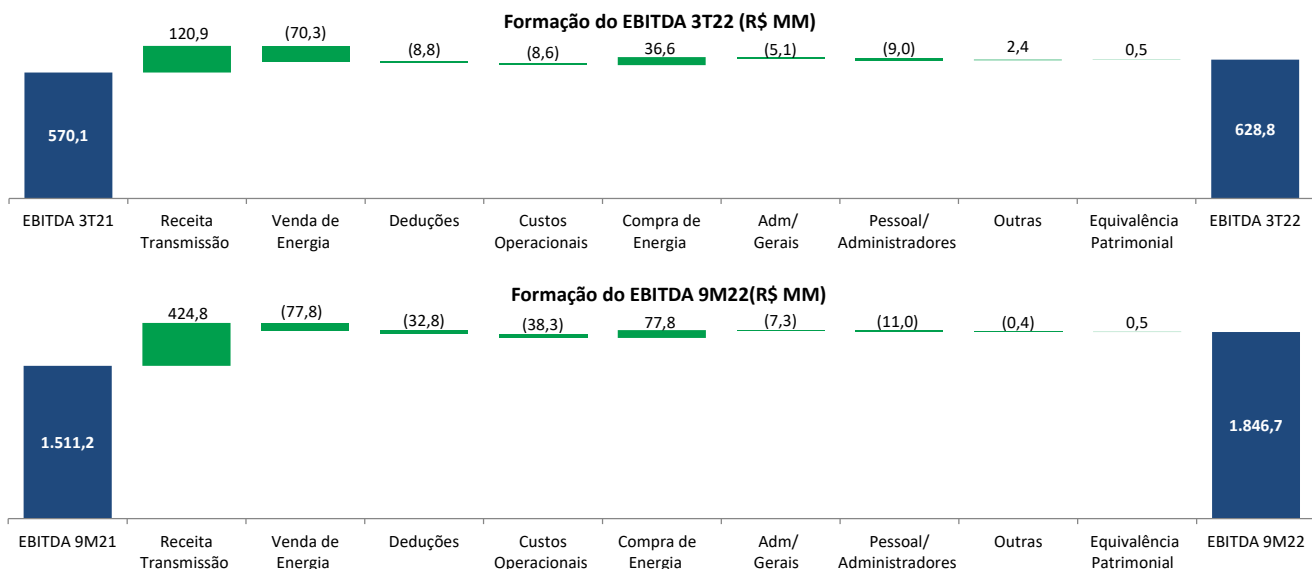 Formação do EBITDA 3T22 (R$ MM)
120,9 (70,3) (8,8) (8,6) 36,6 (5,1) (9,0) 2,4 0,5
570,1 628,8
EBITDA 3T21 Receita Venda de Deduções Custos Compra de Adm/ Pessoal/ Outras Equivalência EBITDA 3T22
Transmissão Energia Operacionais Energia Gerais Administradores Patrimonial
Formação do EBITDA 9M22(R$ MM)
424,8 (77,8) (32,8) (38,3) 77,8 (7,3) (11,0) (0,4) 0,5
1.511,2 1.846,7
EBITDA 9M21 Receita Venda de Deduções Custos Compra de Adm/ Pessoal/ Outras Equivalência EBITDA 9M22
Transmissão Energia Operacionais Energia Gerais Administradores Patrimonial